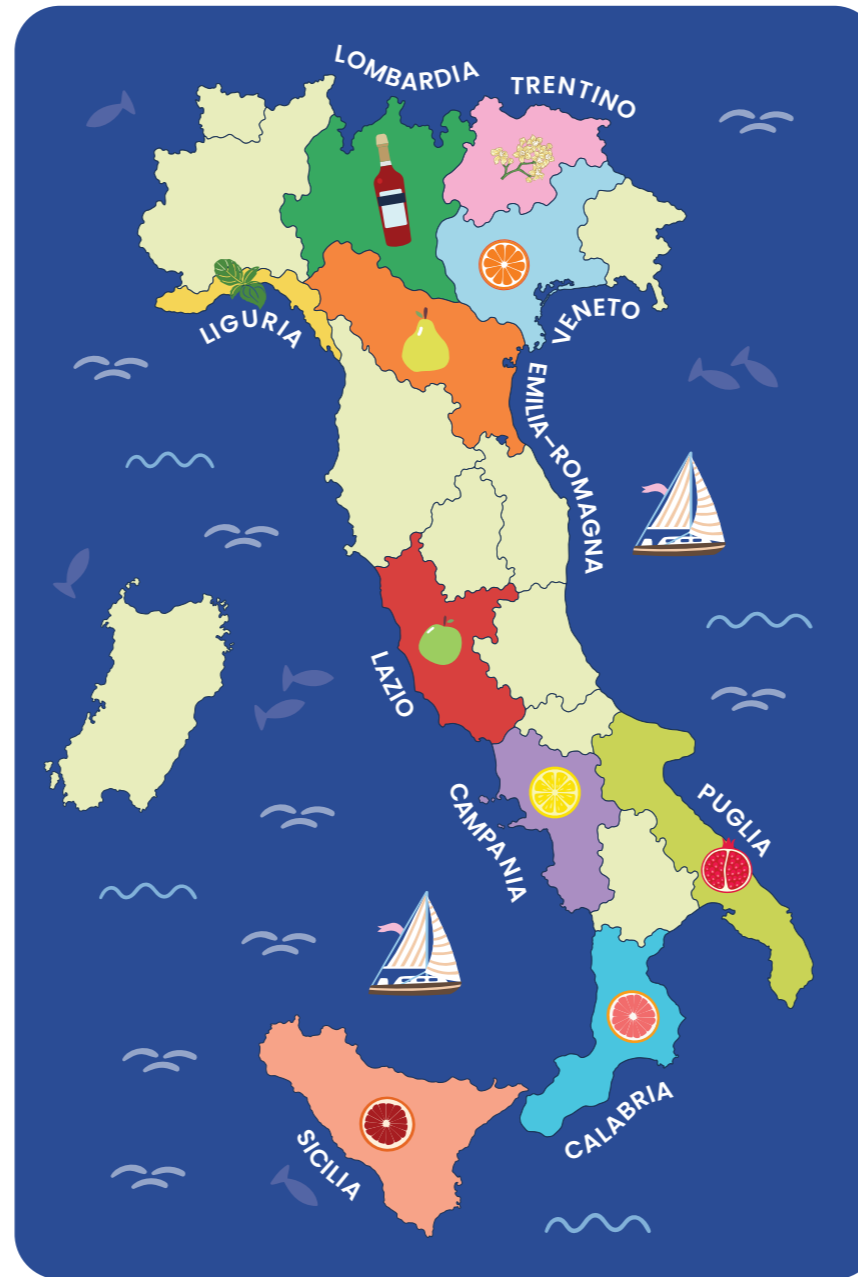 LOMBARDIA
TRENTINO
LIGURIA
VENETO
EMILIA–ROMAGNA
LAZIO
CAMPANIA
PUGLIA
CALABRIA
SICILIA